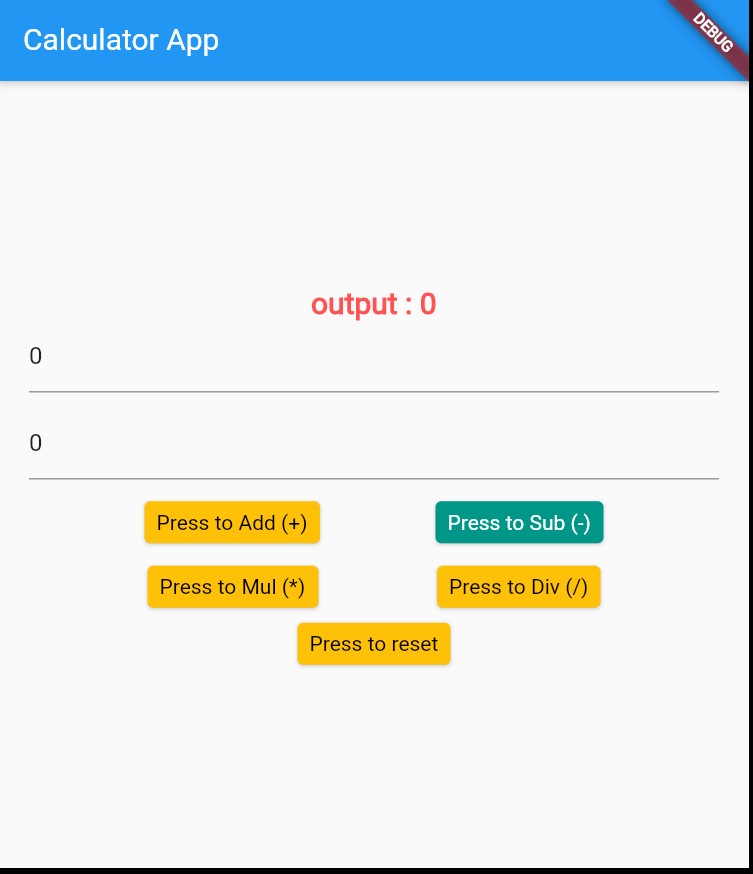 Calculator App
DEBUG
output : 0
0
0
Press to Add (+)
Press to Sub (-)
Press to Mul (*)
Press to Div (/)
Press to reset